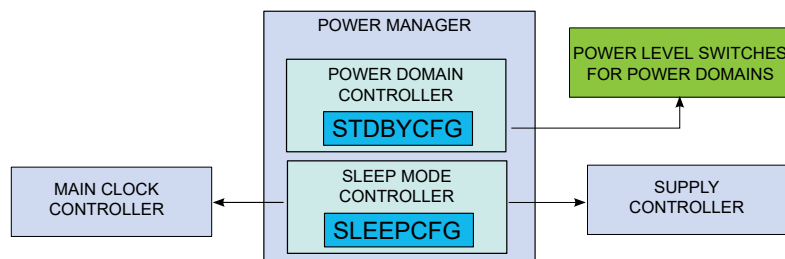 POWER MANAGER
POWER DOMAIN
CONTROLLER
STDBYCFG
POWER LEVEL SWITCHES
FOR POWER DOMAINS
SLEEP MODE
CONTROLLER
SLEEPCFG
MAIN CLOCK
CONTROLLER
SUPPLY
CONTROLLER